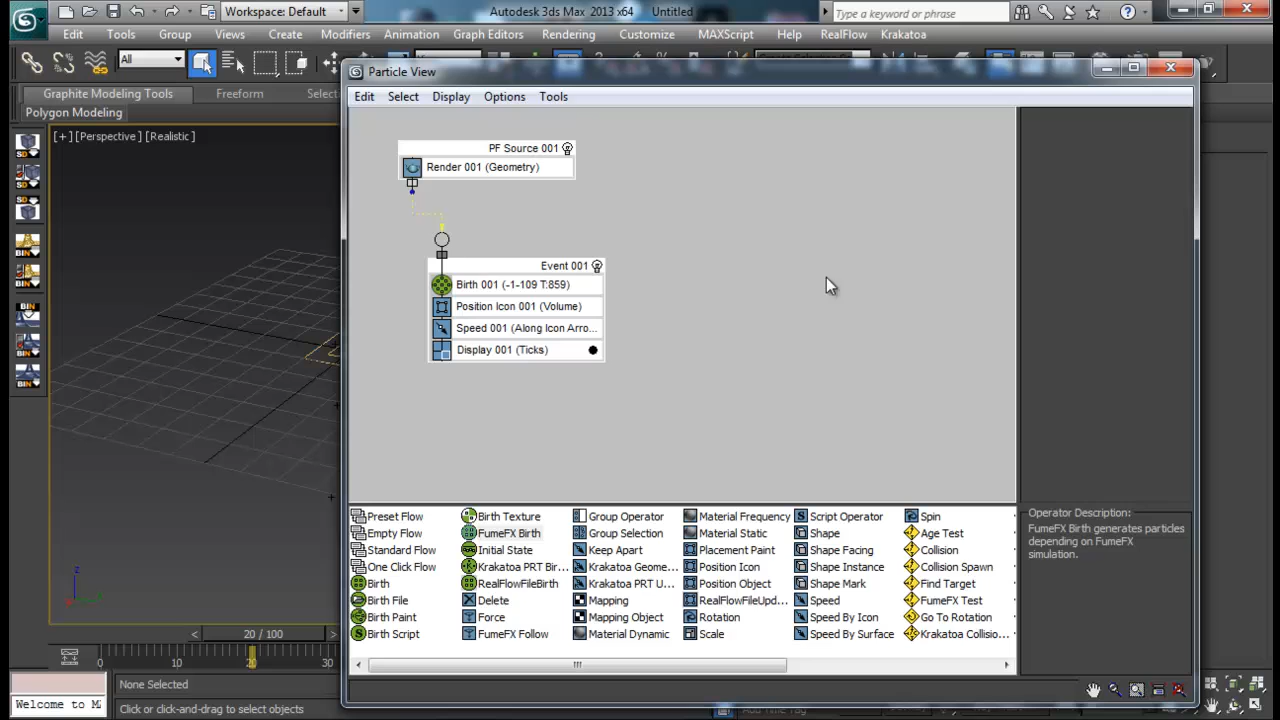 Workspace: Default
Autodesk 3ds Max 2013 x64 Untitled
Type a keyword or phrase
Edit Tools Group Views Create Modifiers Animation Graph Editors Rendering Customize MAXScript Help RealFlow Krakatoa
All
Graphite Modeling Tools Freeform
Polygon Modeling
[+] [Perspective] [Realistic]
Particle View
Edit Select Display Options Tools
PF Source 001
Render 001 (Geometry)
Event 001
Birth 001 (-1-109 T:859)
Position Icon 001 (Volume)
Speed 001 (Along Icon Arro...
Display 001 (Ticks)
Preset Flow Birth Texture Group Operator Material Frequency Script Operator Spin
Empty Flow FumeFX Birth Group Selection Material Static Shape Age Test
Standard Flow Initial State Keep Apart Placement Paint Shape Facing Collision
One Click Flow Krakatoa PRT Bir... Krakatoa Geome... Position Icon Shape Instance Collision Spawn
Birth RealFlowFileBirth Krakatoa PRT U... Position Object Shape Mark Find Target
Birth File Delete Mapping RealFlowFileUpd... Speed FumeFX Test
Birth Paint Force Mapping Object Rotation Speed By Icon Go To Rotation
Birth Script FumeFX Follow Material Dynamic Scale Speed By Surface Krakatoa Collisio...
Operator Description:
FumeFX Birth generates particles
depending on FumeFX
simulation.
z
20 / 100
0 10 20 30
None Selected
Welcome to M
Click or click-and-drag to select objects
Add Time Tag